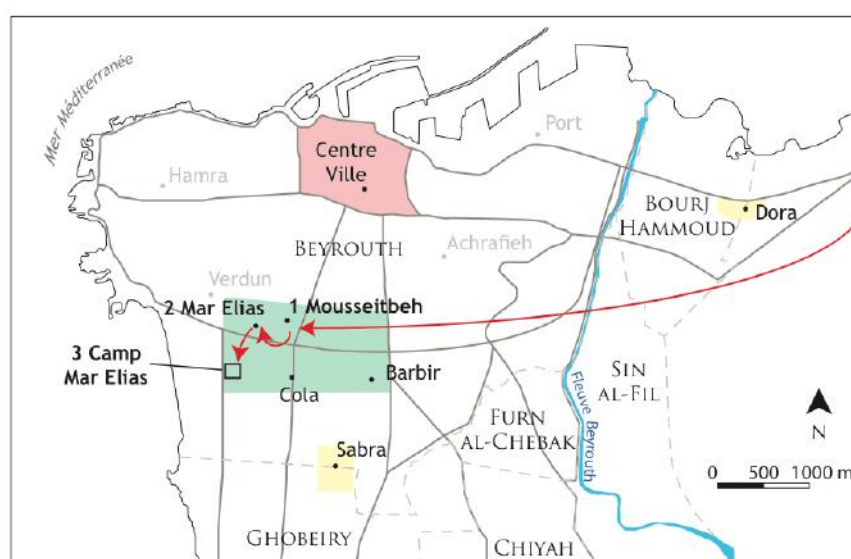 Mer Méditerranée
Port
Centre
Ville
Hamra
BOURJ
HAMMOUD
Dora
BEYROUTH
Achrafieh
Verdun
2 Mar Elias
1 Mousseitbeh
3 Camp
Mar Elias
Cola
Barbir
SIN
AL-FIL
Fleuve Beyrouth
FURN
AL-CHEBAK
N
Sabra
0 500 1000 m
GHOBEIRY
CHIYAH